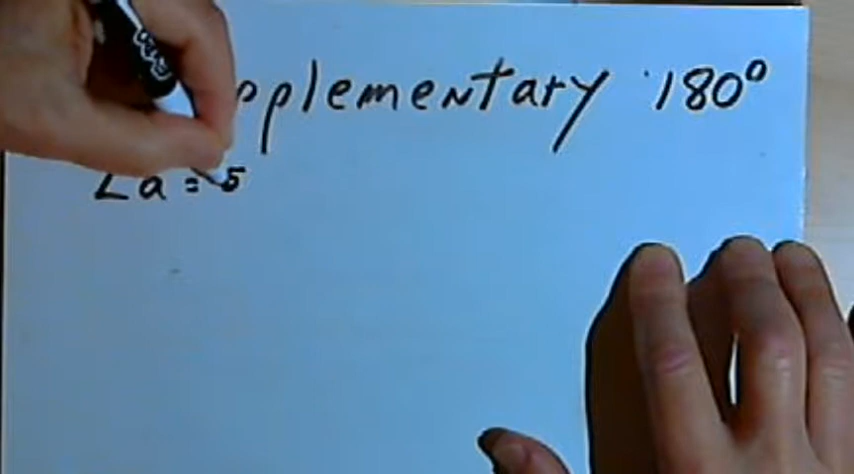 pplementary 180°
∠a = 5